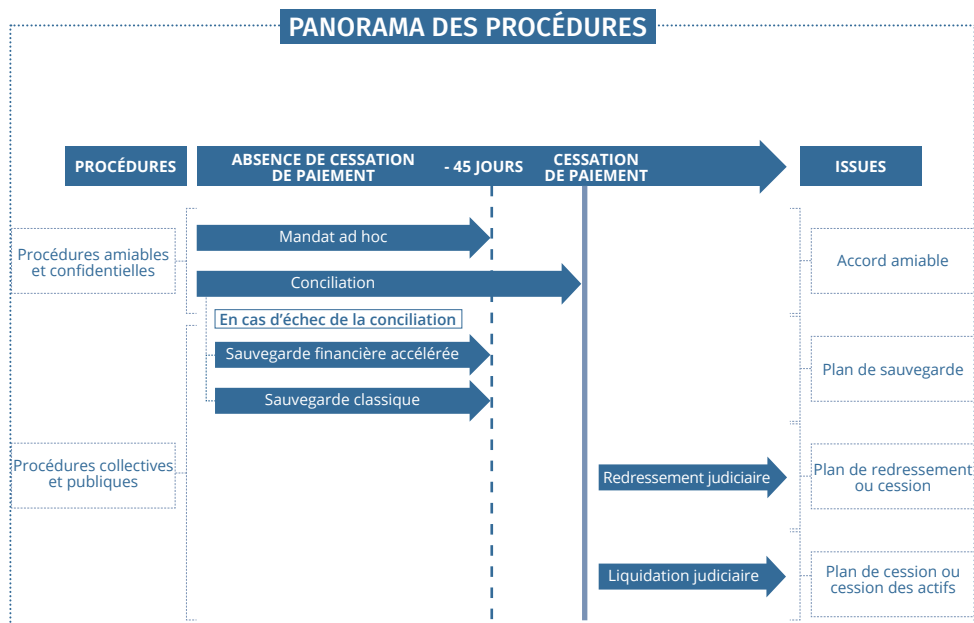 PANORAMA DES PROCÉDURES
PROCÉDURES
ABSENCE DE CESSATION
DE PAIEMENT
- 45 JOURS
CESSATION
DE PAIEMENT
ISSUES
Procédures amiables
et confidentielles
Mandat ad hoc
Conciliation
Accord amiable
En cas d'échec de la conciliation
Sauvegarde financière accélérée
Sauvegarde classique
Plan de sauvegarde
Procédures collectives
et publiques
Redressement judiciaire
Plan de redressement
ou cession
Liquidation judiciaire
Plan de cession ou
cession des actifs